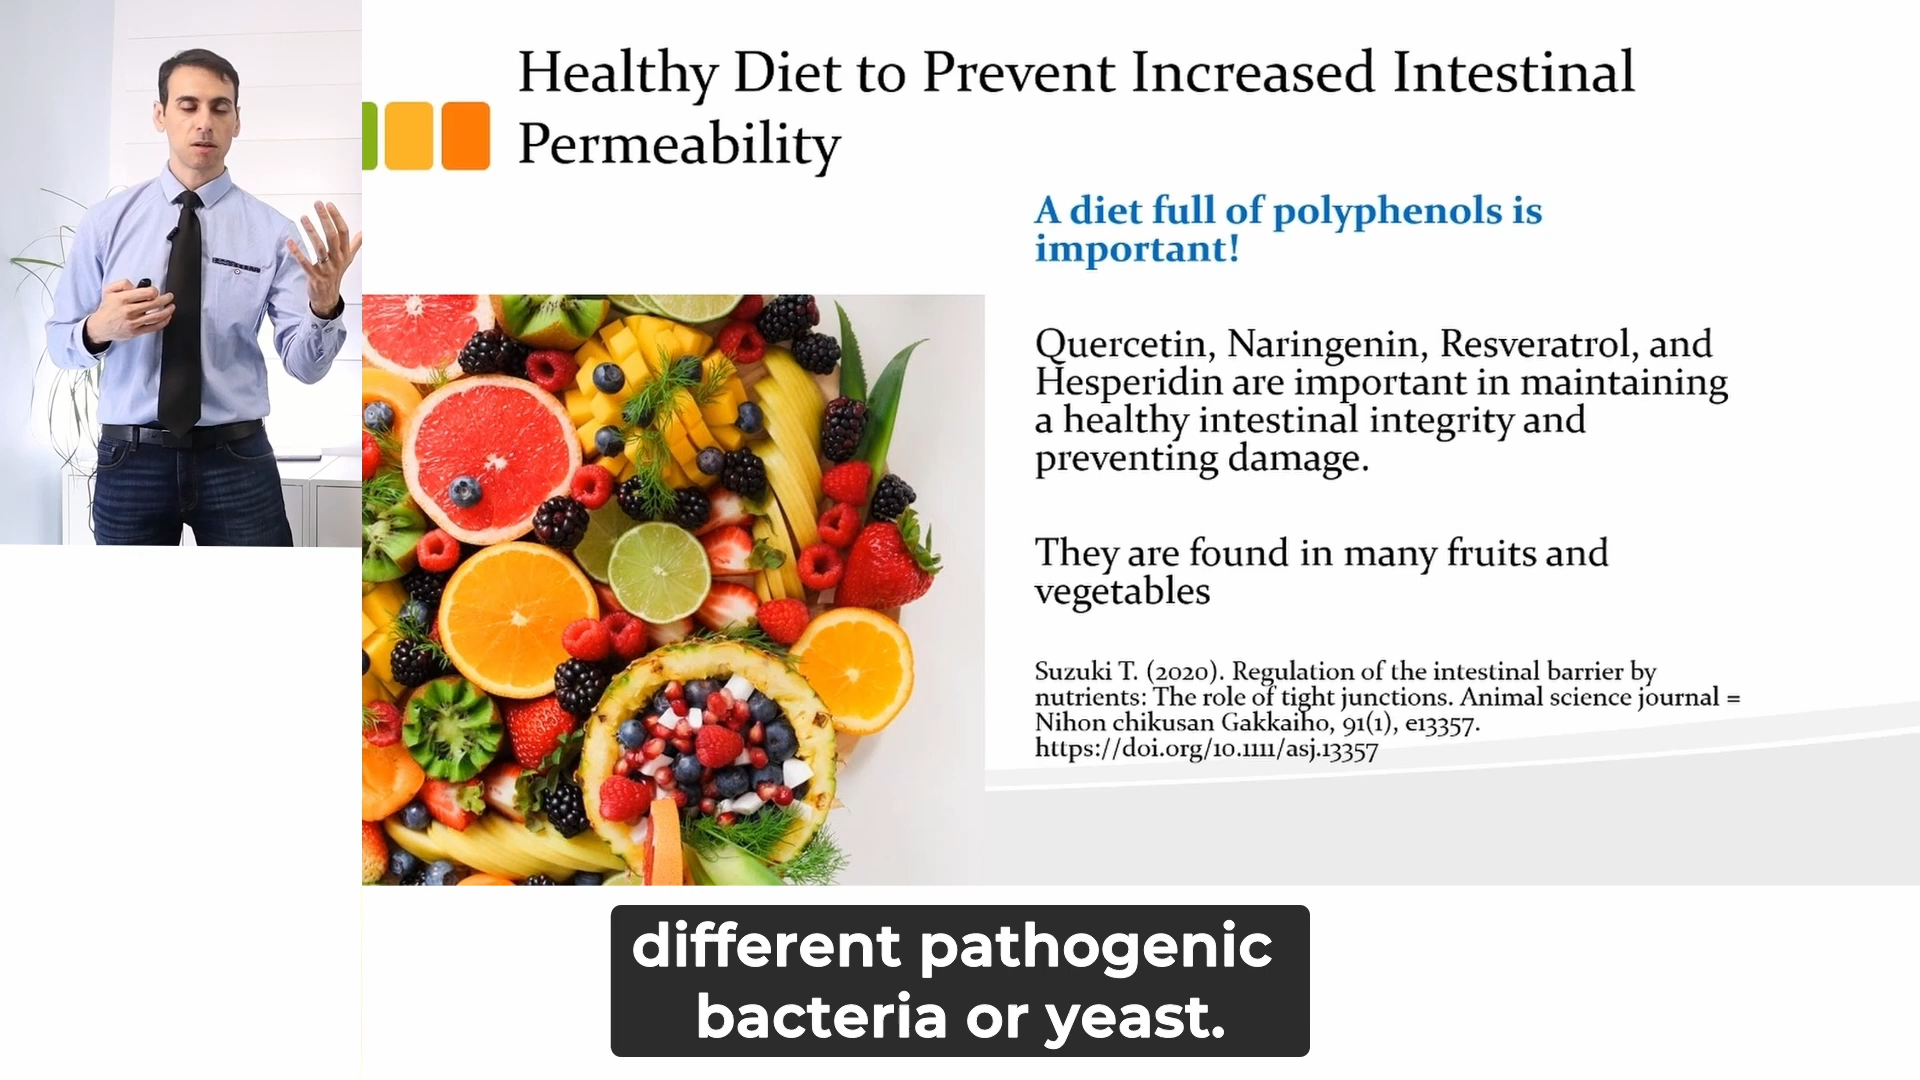 Healthy Diet to Prevent Increased Intestinal
Permeability
A diet full of polyphenols is
important!
Quercetin, Naringenin, Resveratrol, and
Hesperidin are important in maintaining
a healthy intestinal integrity and
preventing damage.
They are found in many fruits and
vegetables
Suzuki T. (2020). Regulation of the intestinal barrier by
nutrients: The role of tight junctions. Animal science journal =
Nihon chikusan Gakkaiho, 91(1), e13357.
https://doi.org/10.1111/asj.13357
different pathogenic
bacteria or yeast.